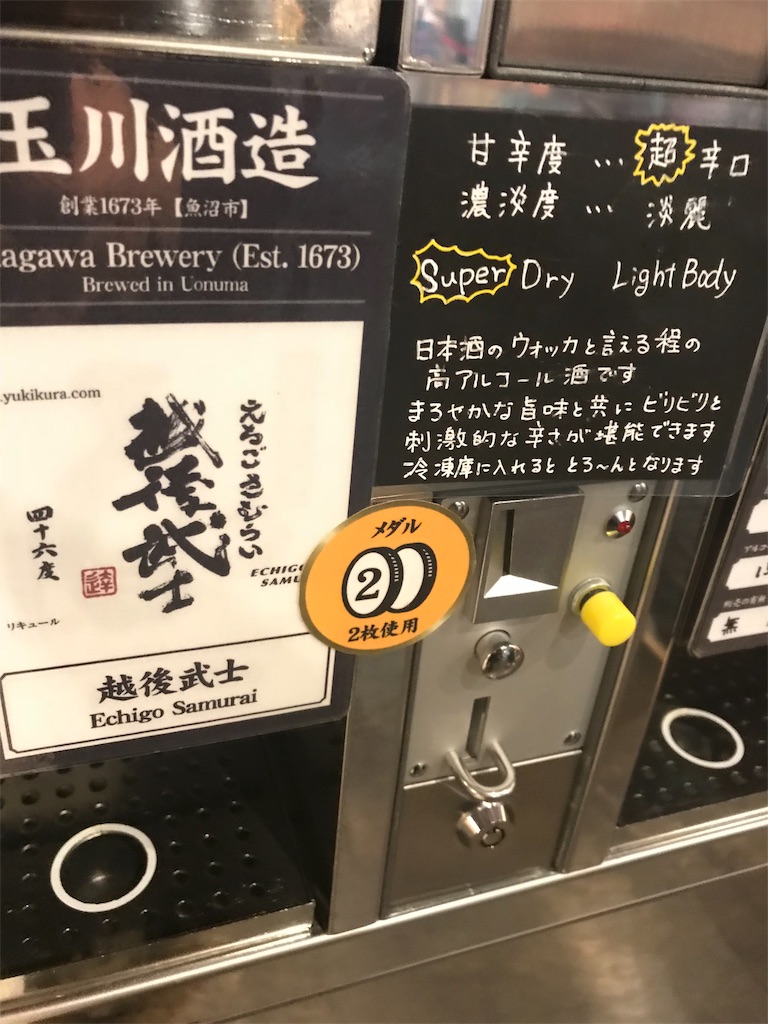 玉川酒造
創業1673年【魚沼市】
agawa Brewery (Est. 1673)
Brewed in Uonuma
.yukikura.com
越後武士
えちごさむらい
四十六度
ECHIGO
SAMU
リキュール
越後武士
Echigo Samurai
甘辛度 … 超辛口
濃淡度 … 淡麗
Super Dry Light Body
日本酒のウォッカと言える程の
高アルコール酒です
まろやかな旨味と共にピリピリと
刺激的な辛さが堪能できます
冷凍庫に入れると とろ〜んとなります
メダル
2
2枚使用
無